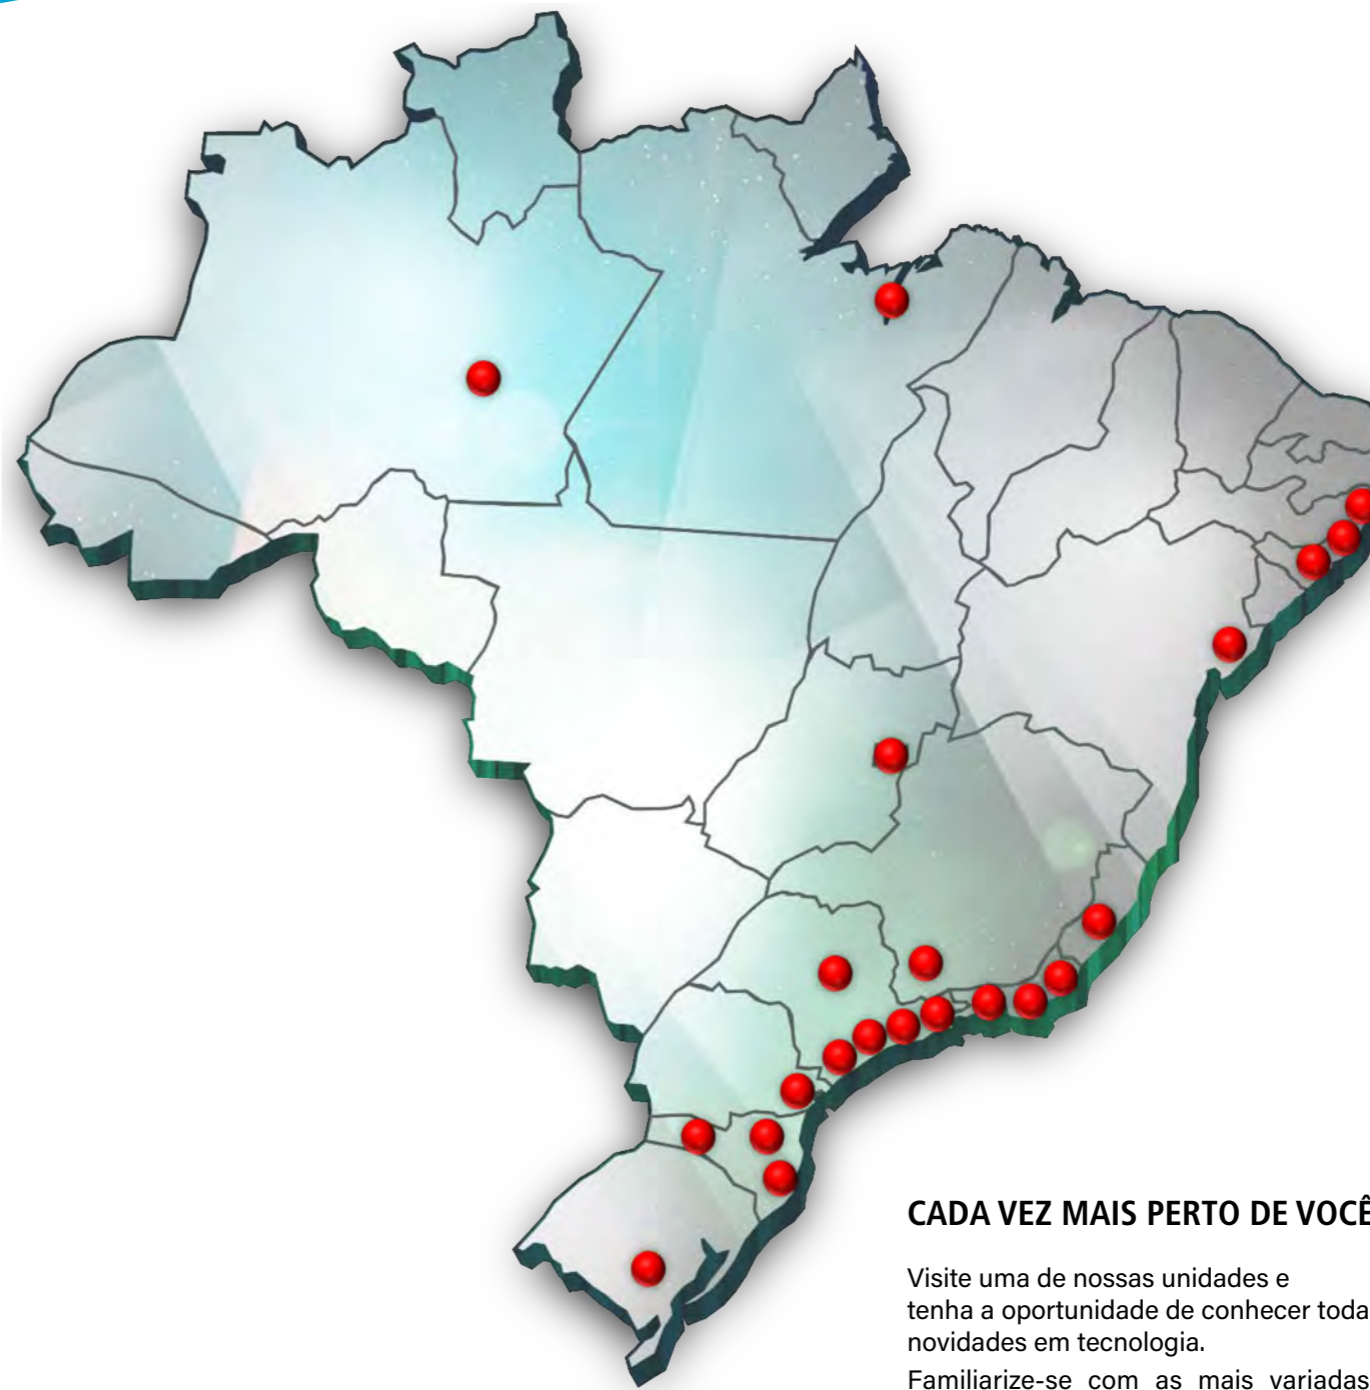 CADA VEZ MAIS PERTO DE VOCÊ
Visite uma de nossas unidades e
tenha a oportunidade de conhecer toda
novidades em tecnologia.
Familiarize-se com as mais variadas